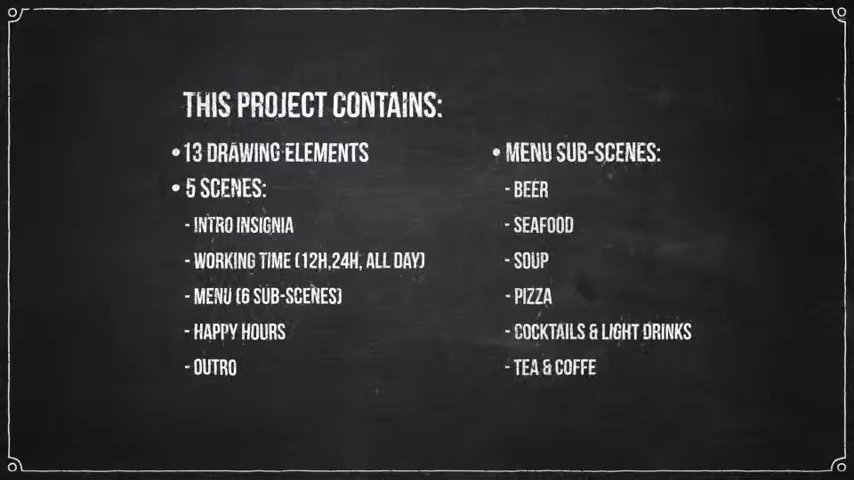 THIS PROJECT CONTAINS:
• 13 DRAWING ELEMENTS
• 5 SCENES:
- INTRO INSIGNIA
- WORKING TIME (12H,24H, ALL DAY)
- MENU (6 SUB-SCENES)
- HAPPY HOURS
- OUTRO
• MENU SUB-SCENES:
- BEER
- SEAFOOD
- SOUP
- PIZZA
- COCKTAILS & LIGHT DRINKS
- TEA & COFFE